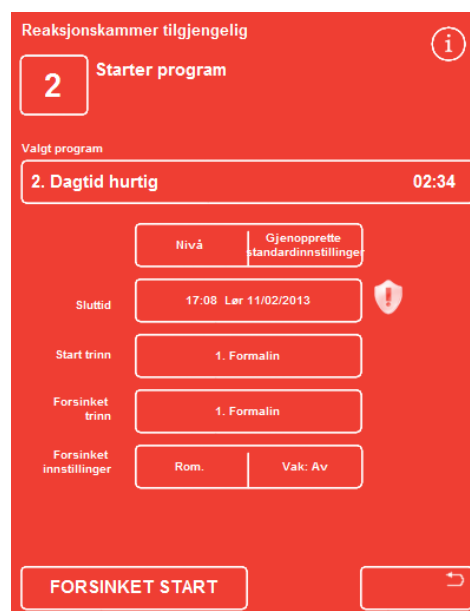 Reaksjonskammer tilgjengelig
i
2
Starter program
Valgt program
2. Dagtid hurtig 02:34
Nivå
Gjenopprette
standardinnstillinger
Sluttid 17:08 Lør 11/02/2013
Start trinn 1. Formalin
Forsinket
trinn
1. Formalin
Forsinket
innstillinger
Rom. Vak: Av
FORSINKET START